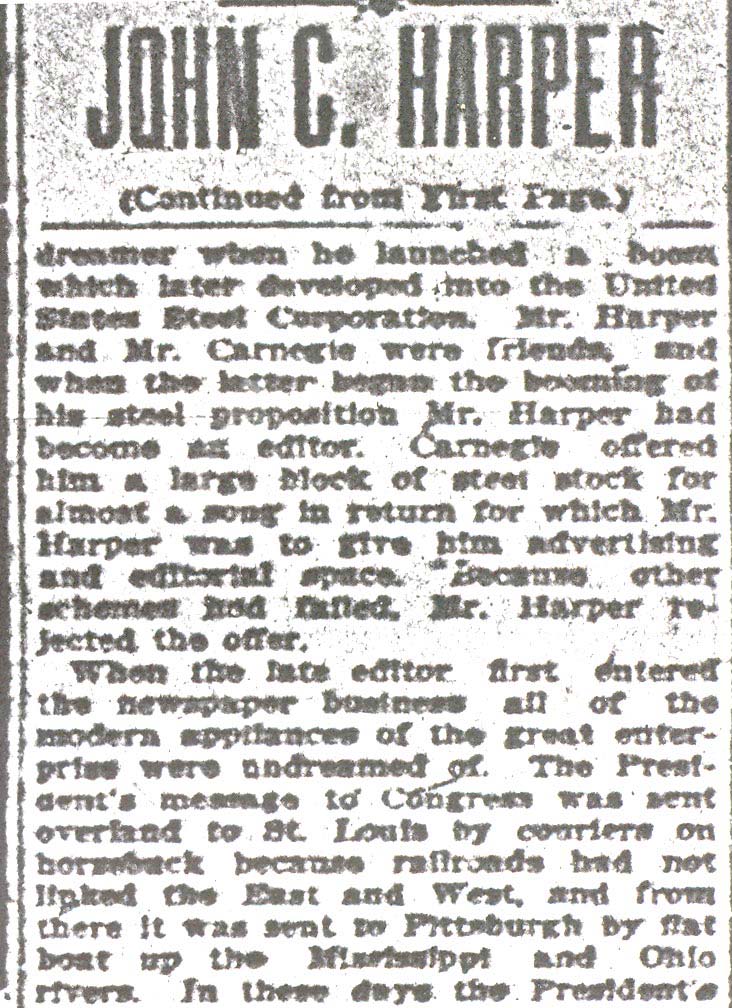 JOHN C. HARPER
(Continued from First Page.)
dreamer when he launched a boom
which later developed into the United
States Steel Corporation. Mr. Harper
and Mr. Carnegie were friends, and
when the latter began the booming of
his steel proposition Mr. Harper had
become an editor. Carnegie offered
him a large block of steel stock for
almost a song in return for which Mr.
Harper was to give him advertising
and editorial space. Because other
schemes had failed, Mr. Harper re-
jected the offer.
When the late editor first entered
the newspaper business all of the
modern appliances of the great enter-
prise were undreamed of. The Presi-
dent's message to Congress was sent
overland to St. Louis by couriers on
horseback because railroads had not
linked the East and West, and from
there it was sent to Pittsburgh by flat
boat up the Mississippi and Ohio
rivers. In these days the President's